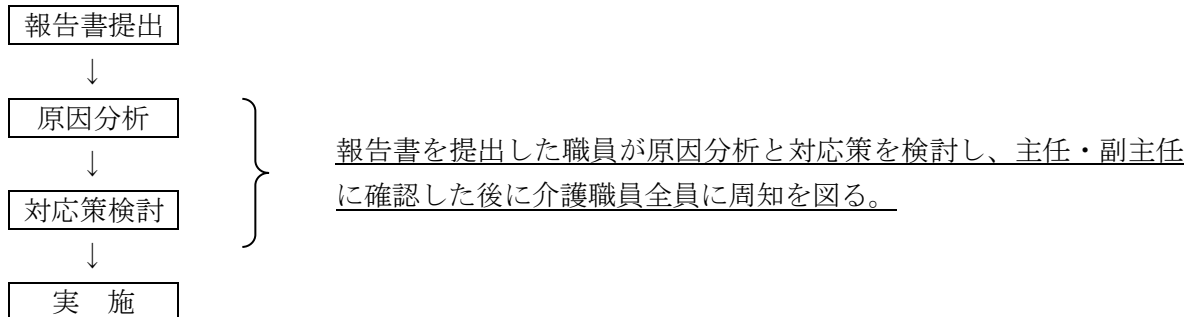 報告書提出
↓
原因分析
↓
対応策検討
↓
実　施
報告書を提出した職員が原因分析と対応策を検討し、主任・副主任
に確認した後に介護職員全員に周知を図る。